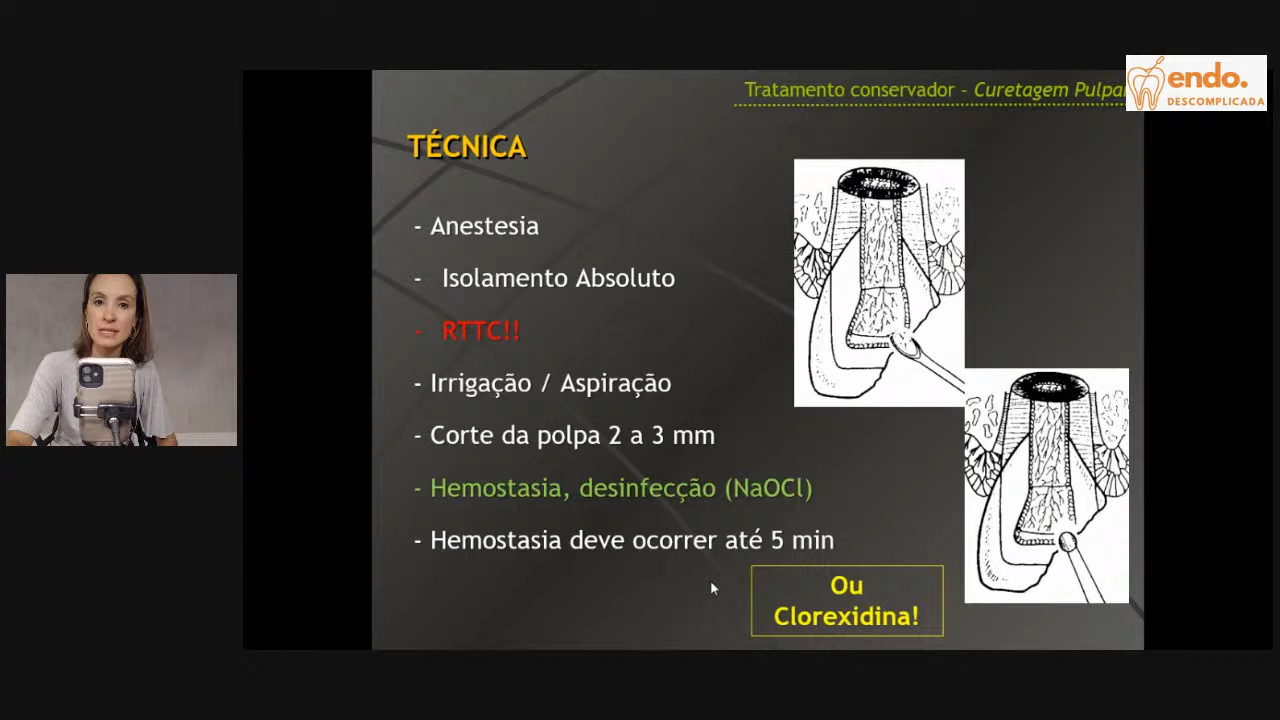 Tratamento conservador – Curetagem Pulpar
endo.
DESCOMPLICADA
TÉCNICA
- Anestesia
- Isolamento Absoluto
- RTTC!!
- Irrigação / Aspiração
- Corte da polpa 2 a 3 mm
- Hemostasia, desinfecção (NaOCl)
- Hemostasia deve ocorrer até 5 min
Ou
Clorexidina!